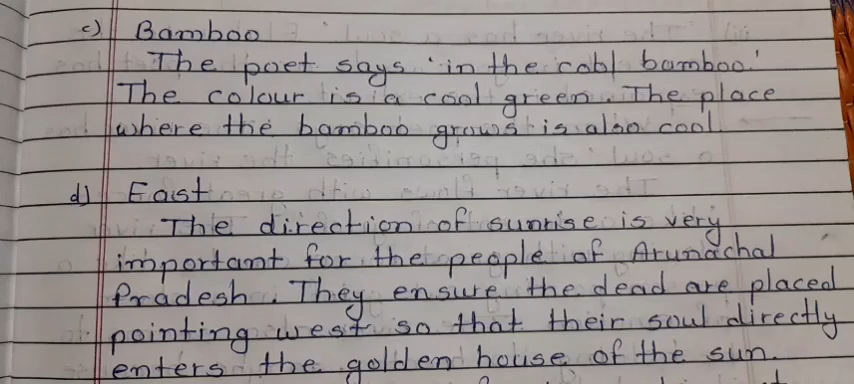 c) Bamboo
The poet says 'in the cool bamboo.'
The colour is a cool green. The place
where the bamboo grows is also cool.
d) East
The direction of sunrise is very
important for the people of Arunachal
Pradesh. They ensure the dead are placed
pointing west so that their soul directly
enters the golden house of the sun.